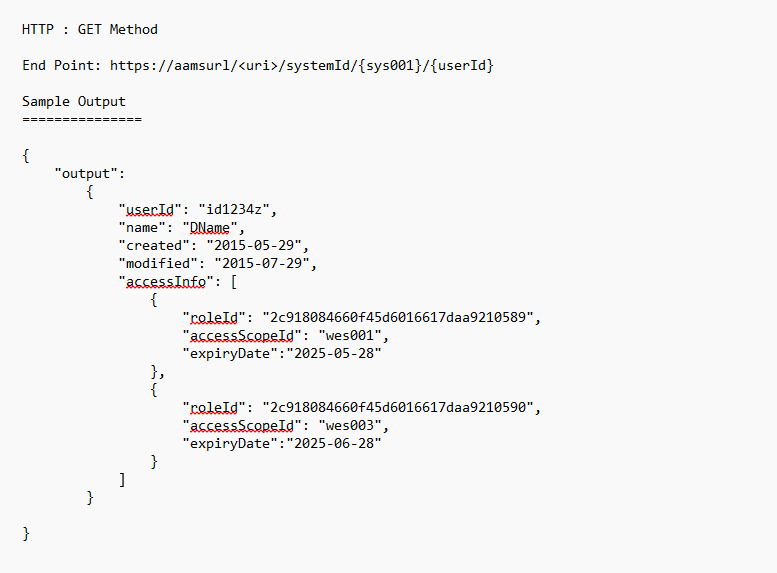 HTTP : GET Method
End Point: https://aamsurl/<uri>/systemId/{sys001}/{userId}
Sample Output
===============
{
"output":
{
"userId": "id1234z",
"name": "DName",
"created": "2015-05-29",
"modified": "2015-07-29",
"accessInfo": [
{
"roleId": "2c918084660f45d6016617daa9210589",
"accessScopeId": "wes001",
"expiryDate":"2025-05-28"
},
{
"roleId": "2c918084660f45d6016617daa9210590",
"accessScopeId": "wes003",
"expiryDate":"2025-06-28"
}
]
}
}